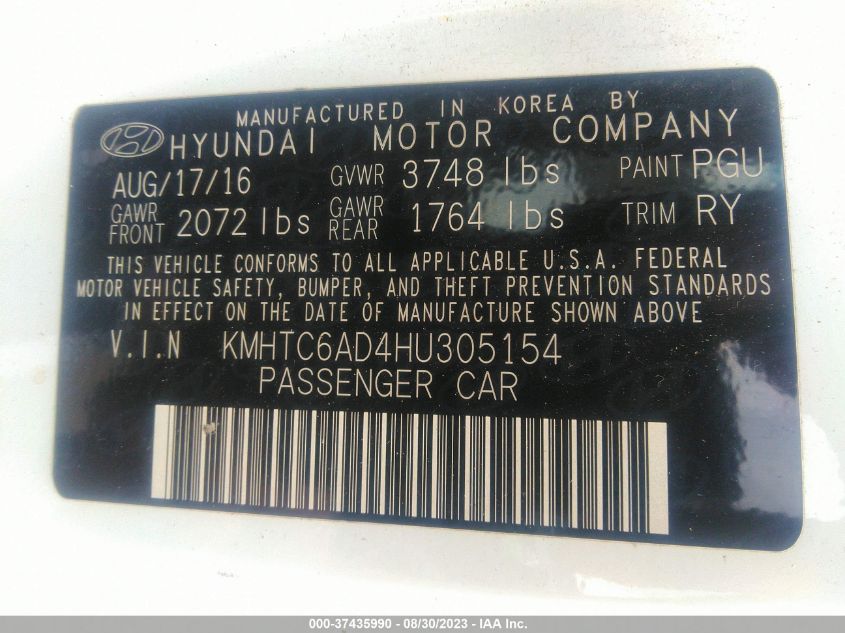 MANUFACTURED IN KOREA BY
HYUNDAI MOTOR COMPANY
AUG/17/16 GVWR 3748 lbs PAINT PGU
GAWR FRONT 2072 lbs GAWR REAR 1764 lbs TRIM RY
THIS VEHICLE CONFORMS TO ALL APPLICABLE U.S.A. FEDERAL
MOTOR VEHICLE SAFETY, BUMPER, AND THEFT PREVENTION STANDARDS
IN EFFECT ON THE DATE OF MANUFACTURE SHOWN ABOVE
V.I.N KMHTC6AD4HU305154
PASSENGER CAR
000-37435990 - 08/30/2023 - IAA Inc.